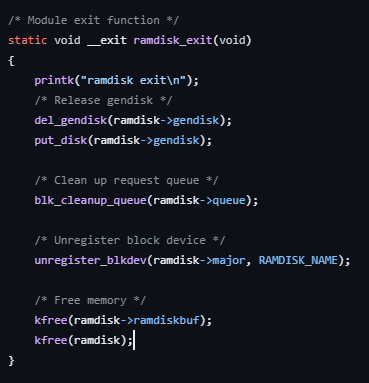 /* Module exit function */
static void __exit ramdisk_exit(void)
{
    printk("ramdisk exit\n");
    /* Release gendisk */
    del_gendisk(ramdisk->gendisk);
    put_disk(ramdisk->gendisk);

    /* Clean up request queue */
    blk_cleanup_queue(ramdisk->queue);

    /* Unregister block device */
    unregister_blkdev(ramdisk->major, RAMDISK_NAME);

    /* Free memory */
    kfree(ramdisk->ramdiskbuf);
    kfree(ramdisk);
}